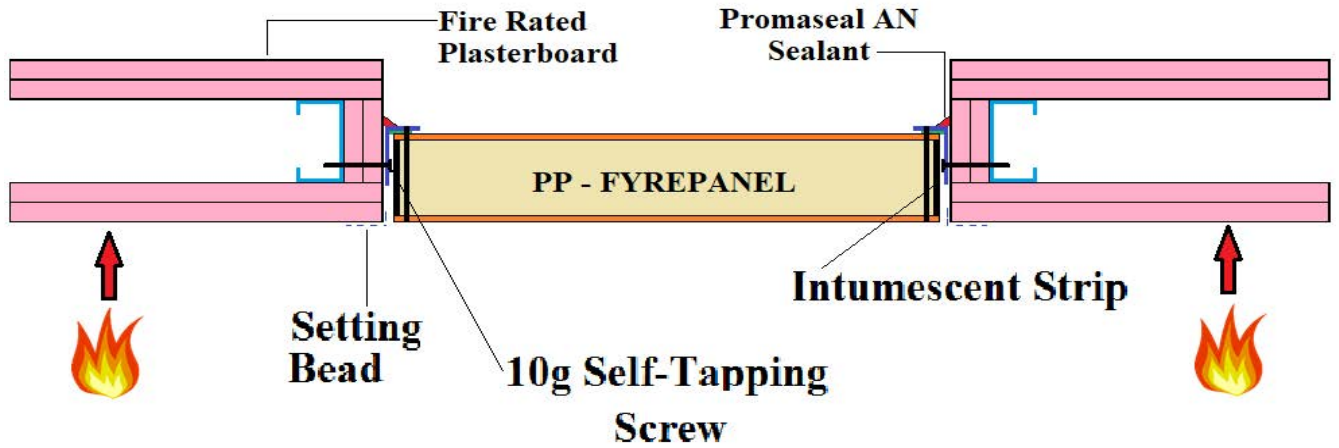 Fire Rated
Plasterboard
Promaseal AN
Sealant
PP - FYREPANEL
Intumescent Strip
Setting
Bead
10g Self-Tapping
Screw